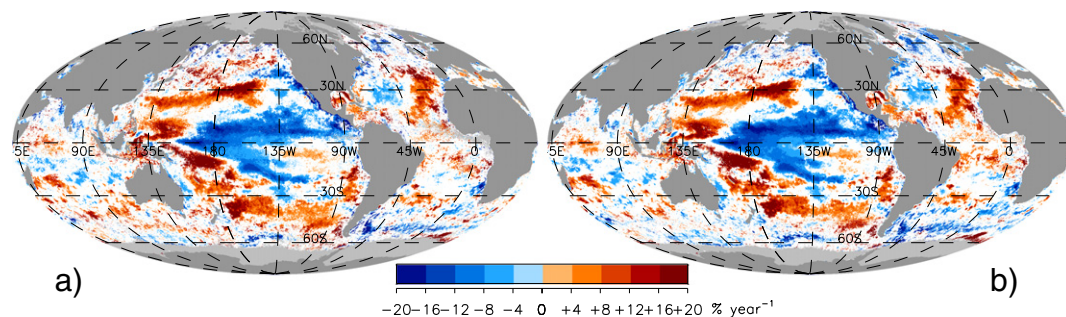 60N
30N
5E 90E 135E 180 135W 90W 45W 0
30S
60S
a)
60N
30N
5E 90E 135E 180 135W 90W 45W 0
30S
60S
b)
−20−16−12 −8 −4 0 +4 +8 +12+16+20 % year⁻¹